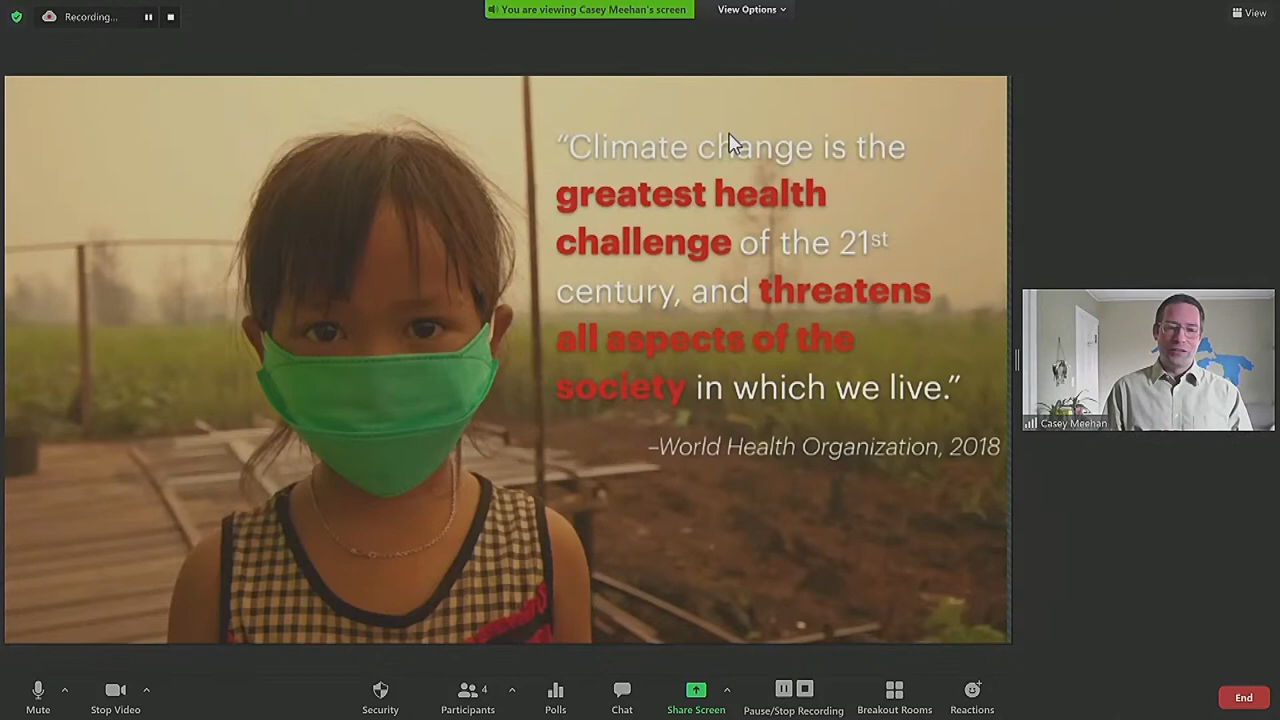 Recording...
You are viewing Casey Meehan's screen
View Options
View
“Climate change is the
greatest health
challenge of the 21st
century, and threatens
all aspects of the
society in which we live.”
–World Health Organization, 2018
Casey Meehan
Mute
Stop Video
Security
Participants
4
Polls
Chat
Share Screen
Pause/Stop Recording
Breakout Rooms
Reactions
End